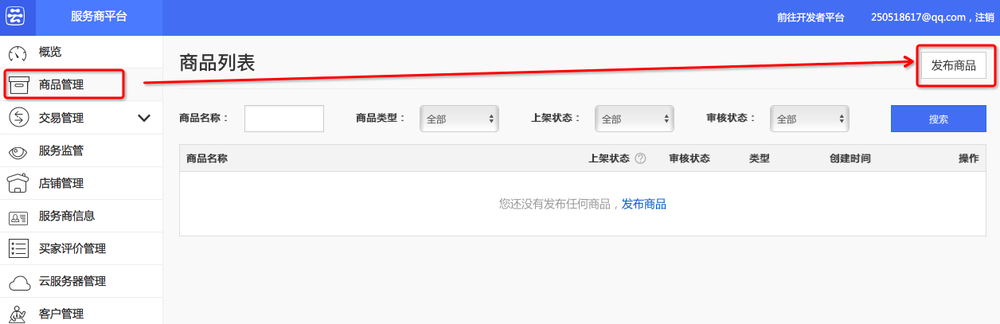 服务商平台
前往开发者平台 250518617@qq.com，注销
概览
商品管理
交易管理
服务监管
店铺管理
服务商信息
买家评价管理
云服务器管理
客户管理
商品列表
发布商品
商品名称： 商品类型： 全部 上架状态： 全部 审核状态： 全部 搜索
商品名称 上架状态 ? 审核状态 类型 创建时间 操作
您还没有发布任何商品，发布商品